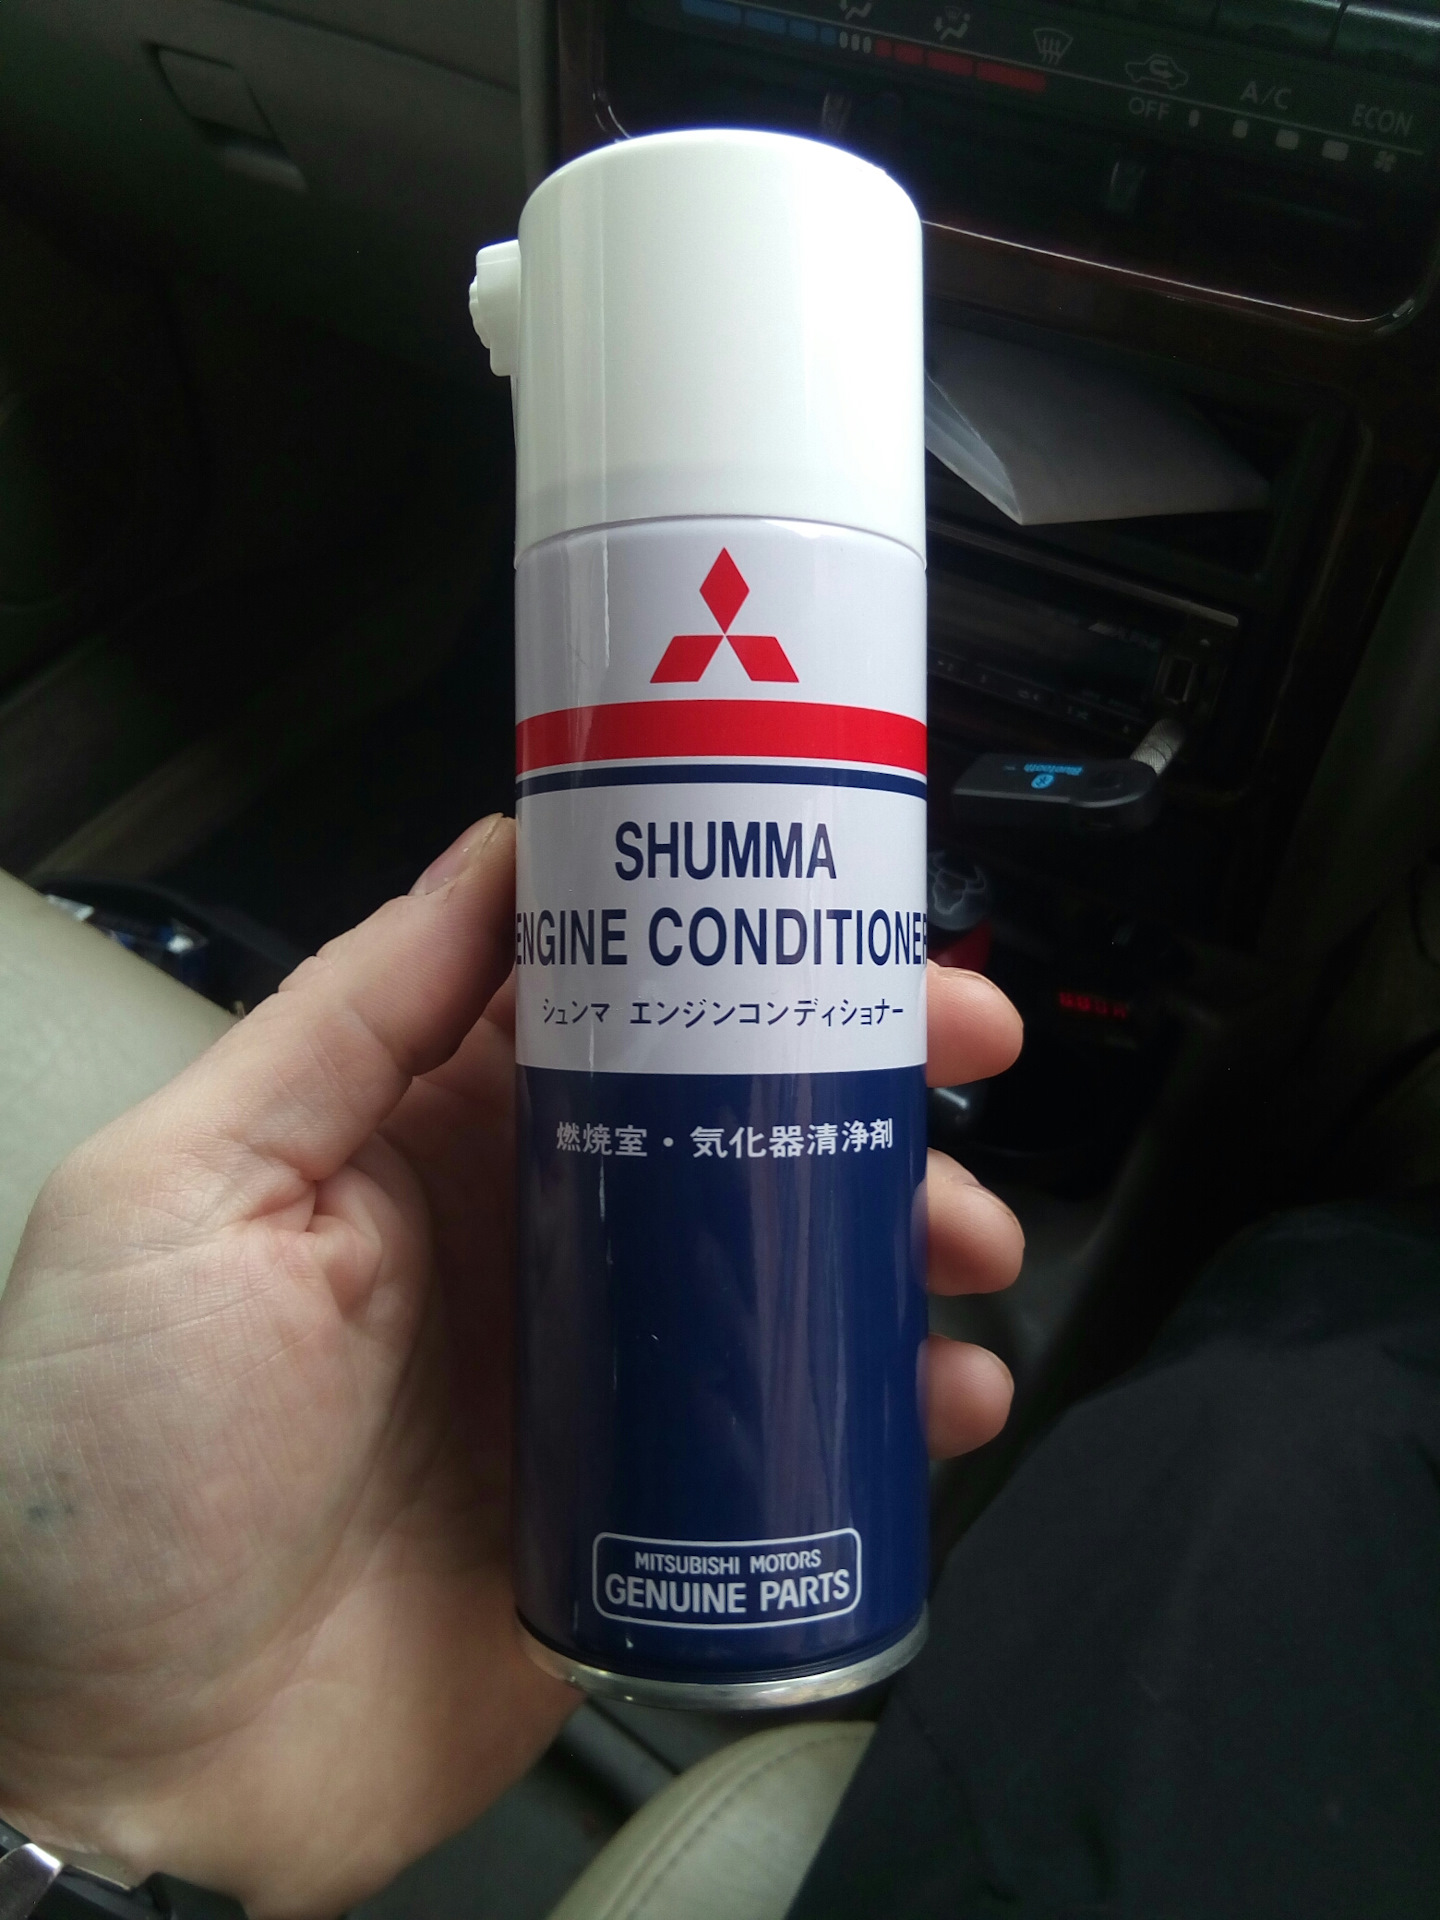 OFF
A/C
ECON
SHUMMA
ENGINE CONDITIONER
シュンマ エンジンコンディショナー
燃焼室・気化器清浄剤
Bluetooth
MITSUBISHI MOTORS
GENUINE PARTS